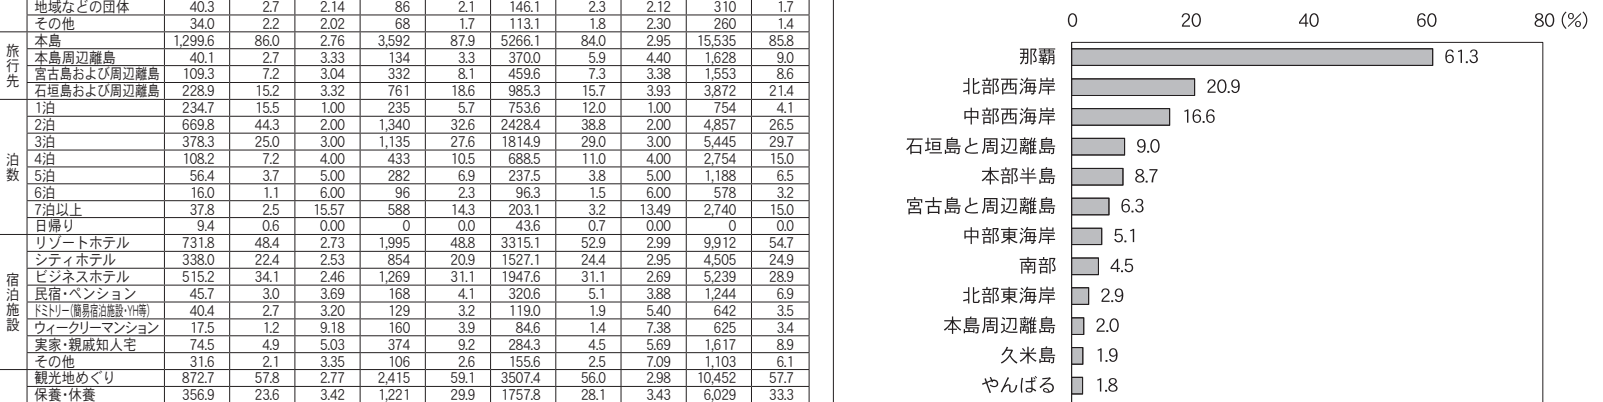 地域などの団体 40.3 2.7 2.14 86 2.1 146.1 2.3 2.12 310 1.7
その他 34.0 2.2 2.02 68 1.7 113.1 1.8 2.30 260 1.4
旅行先
本島 1,299.6 86.0 2.76 3,592 87.9 5266.1 84.0 2.95 15,535 85.8
本島周辺離島 40.1 2.7 3.33 134 3.3 370.0 5.9 4.40 1,628 9.0
宮古島および周辺離島 109.3 7.2 3.04 332 8.1 459.6 7.3 3.38 1,553 8.6
石垣島および周辺離島 228.9 15.2 3.32 761 18.6 985.3 15.7 3.93 3,872 21.4
泊数
1泊 234.7 15.5 1.00 235 5.7 753.6 12.0 1.00 754 4.1
2泊 669.8 44.3 2.00 1,340 32.6 2428.4 38.8 2.00 4,857 26.5
3泊 378.3 25.0 3.00 1,135 27.6 1814.9 29.0 3.00 5,445 29.7
4泊 108.2 7.2 4.00 433 10.5 688.5 11.0 4.00 2,754 15.0
5泊 56.4 3.7 5.00 282 6.9 237.5 3.8 5.00 1,188 6.5
6泊 16.0 1.1 6.00 96 2.3 96.3 1.5 6.00 578 3.2
7泊以上 37.8 2.5 15.57 588 14.3 203.1 3.2 13.49 2,740 15.0
日帰り 9.4 0.6 0.00 0 0.0 43.6 0.7 0.00 0 0.0
宿泊施設
リゾートホテル 731.8 48.4 2.73 1,995 48.8 3315.1 52.9 2.99 9,912 54.7
シティホテル 338.0 22.4 2.53 854 20.9 1527.1 24.4 2.95 4,505 24.9
ビジネスホテル 515.2 34.1 2.46 1,269 31.1 1947.6 31.1 2.69 5,239 28.9
民宿・ペンション 45.7 3.0 3.69 168 4.1 320.6 5.1 3.88 1,244 6.9
ドミトリー(簡易宿泊施設・YH等) 40.4 2.7 3.20 129 3.2 119.0 1.9 5.40 642 3.5
ウィークリーマンション 17.5 1.2 9.18 160 3.9 84.6 1.4 7.38 625 3.4
実家・親戚知人宅 74.5 4.9 5.03 374 9.2 284.3 4.5 5.69 1,617 8.9
その他 31.6 2.1 3.35 106 2.6 155.6 2.5 7.09 1,103 6.1
観光地めぐり 872.7 57.8 2.77 2,415 59.1 3507.4 56.0 2.98 10,452 57.7
保養・休養 356.9 23.6 3.42 1,221 29.9 1757.8 28.1 3.43 6,029 33.3
0 20 40 60 80 (%)
那覇 61.3
北部西海岸 20.9
中部西海岸 16.6
石垣島と周辺離島 9.0
本部半島 8.7
宮古島と周辺離島 6.3
中部東海岸 5.1
南部 4.5
北部東海岸 2.9
本島周辺離島 2.0
久米島 1.9
やんばる 1.8